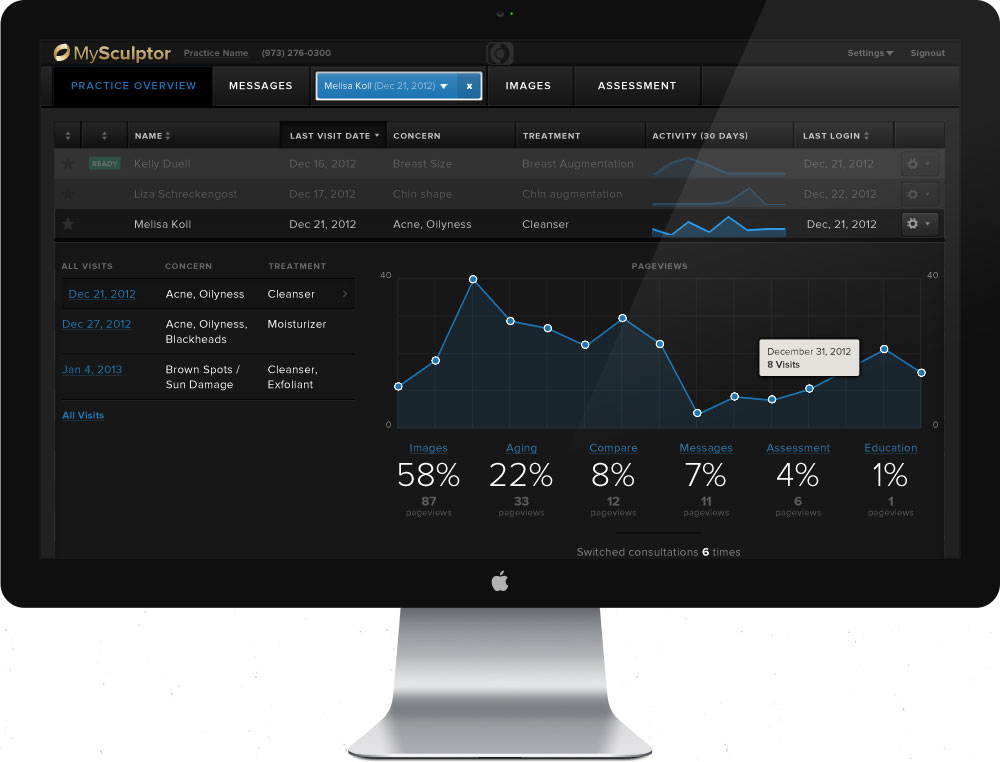 MySculptor Practice Name (973) 276-0300 Settings Signout
PRACTICE OVERVIEW MESSAGES Melisa Koll (Dec 21, 2012) x IMAGES ASSESSMENT
NAME LAST VISIT DATE CONCERN TREATMENT ACTIVITY (30 DAYS) LAST LOGIN
READY Kelly Duell Dec 16, 2012 Breast Size Breast Augmentation Dec, 21, 2012
Liza Schreckengost Dec 17, 2012 Chin shape Chin augmentation Dec, 22, 2012
Melisa Koll Dec 21, 2012 Acne, Oilyness Cleanser Dec, 21, 2012
ALL VISITS CONCERN TREATMENT
Dec 21, 2012 Acne, Oilyness Cleanser
Dec 27, 2012 Acne, Oilyness, Moisturizer
Blackheads
Jan 4, 2013 Brown Spots / Cleanser,
Sun Damage Exfoliant
All Visits
PAGEVIEWS
40 40
December 31, 2012
8 Visits
0 0
Images Aging Compare Messages Assessment Education
58% 22% 8% 7% 4% 1%
87 33 12 11 6 1
pageviews pageviews pageviews pageviews pageviews pageviews
Switched consultations 6 times